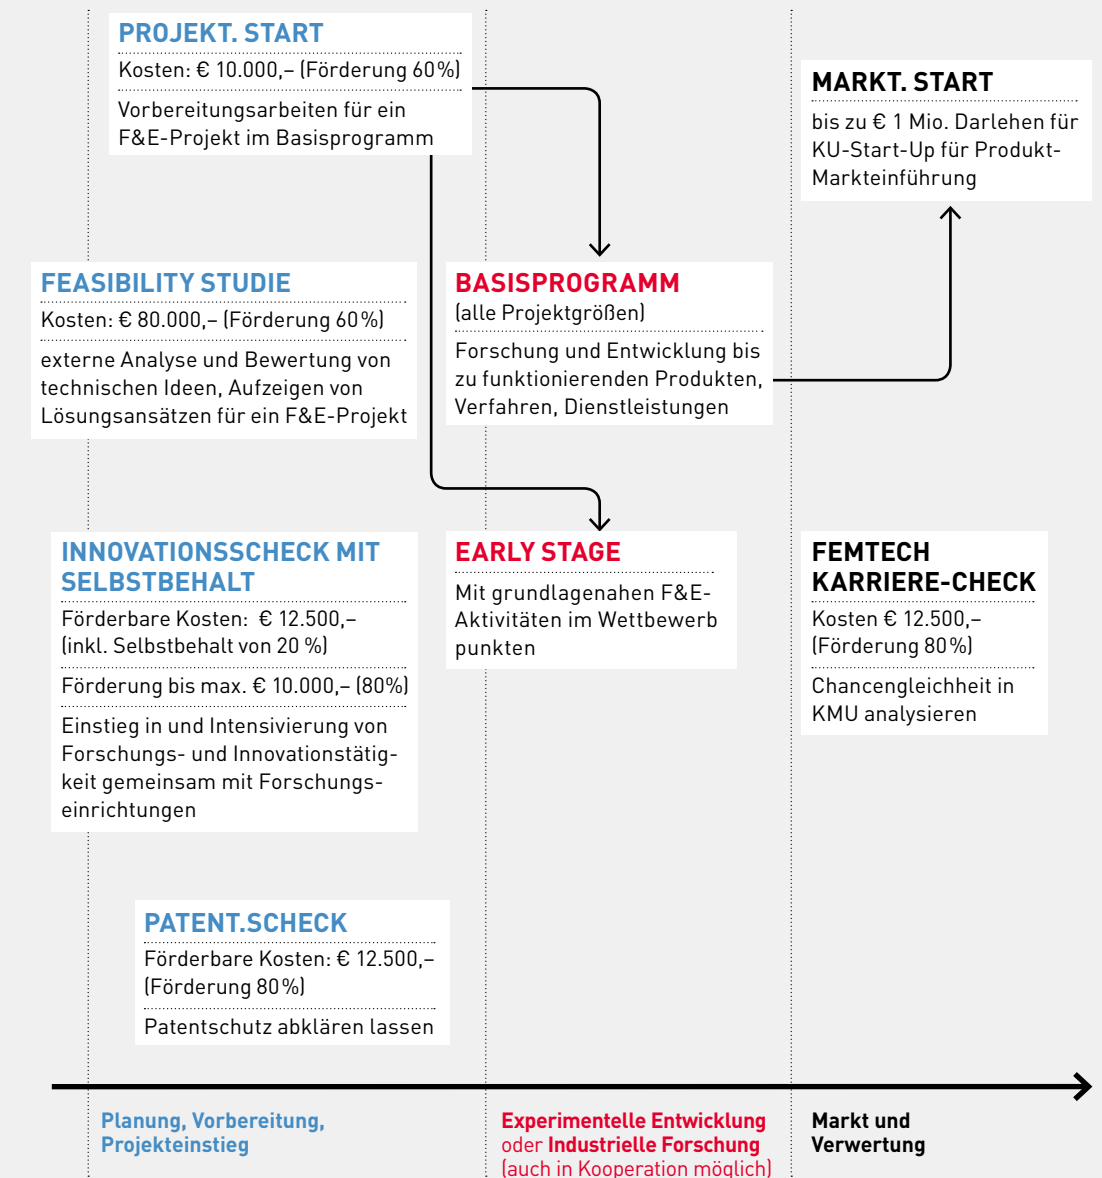 PROJEKT. START
Kosten: € 10.000,– (Förderung 60%)
Vorbereitungsarbeiten für ein
F&E-Projekt im Basisprogramm
MARKT. START
bis zu € 1 Mio. Darlehen für
KU-Start-Up für Produkt-
Markteinführung
FEASIBILITY STUDIE
Kosten: € 80.000,– (Förderung 60%)
externe Analyse und Bewertung von
technischen Ideen, Aufzeigen von
Lösungsansätzen für ein F&E-Projekt
BASISPROGRAMM
(alle Projektgrößen)
Forschung und Entwicklung bis
zu funktionierenden Produkten,
Verfahren, Dienstleistungen
INNOVATIONSSCHECK MIT
SELBSTBEHALT
Förderbare Kosten: € 12.500,–
(inkl. Selbstbehalt von 20 %)
Förderung bis max. € 10.000,– (80%)
Einstieg in und Intensivierung von
Forschungs- und Innovationstätig-
keit gemeinsam mit Forschungs-
einrichtungen
EARLY STAGE
Mit grundlagenahen F&E-
Aktivitäten im Wettbewerb
punkten
FEMTECH
KARRIERE-CHECK
Kosten € 12.500,–
(Förderung 80%)
Chancengleichheit in
KMU analysieren
PATENT.SCHECK
Förderbare Kosten: € 12.500,–
(Förderung 80%)
Patentschutz abklären lassen
Planung, Vorbereitung,
Projekteinstieg
Experimentelle Entwicklung
oder Industrielle Forschung
(auch in Kooperation möglich)
Markt und
Verwertung